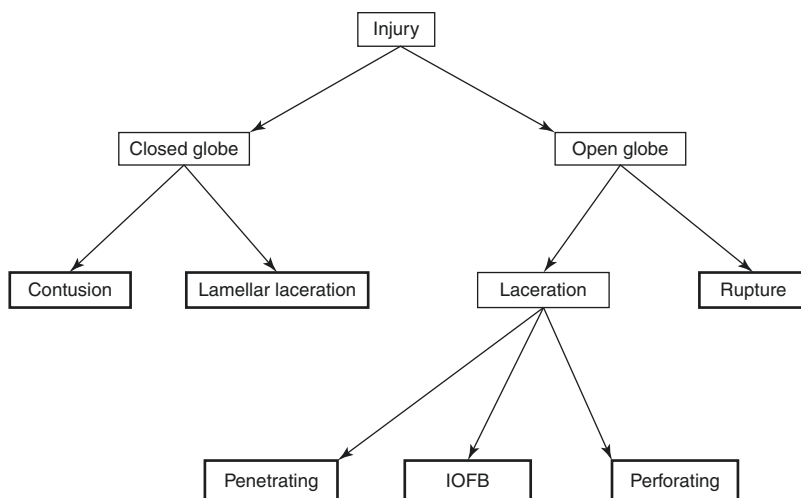 Injury
Closed globe
Open globe
Contusion
Lamellar laceration
Laceration
Rupture
Penetrating
IOFB
Perforating